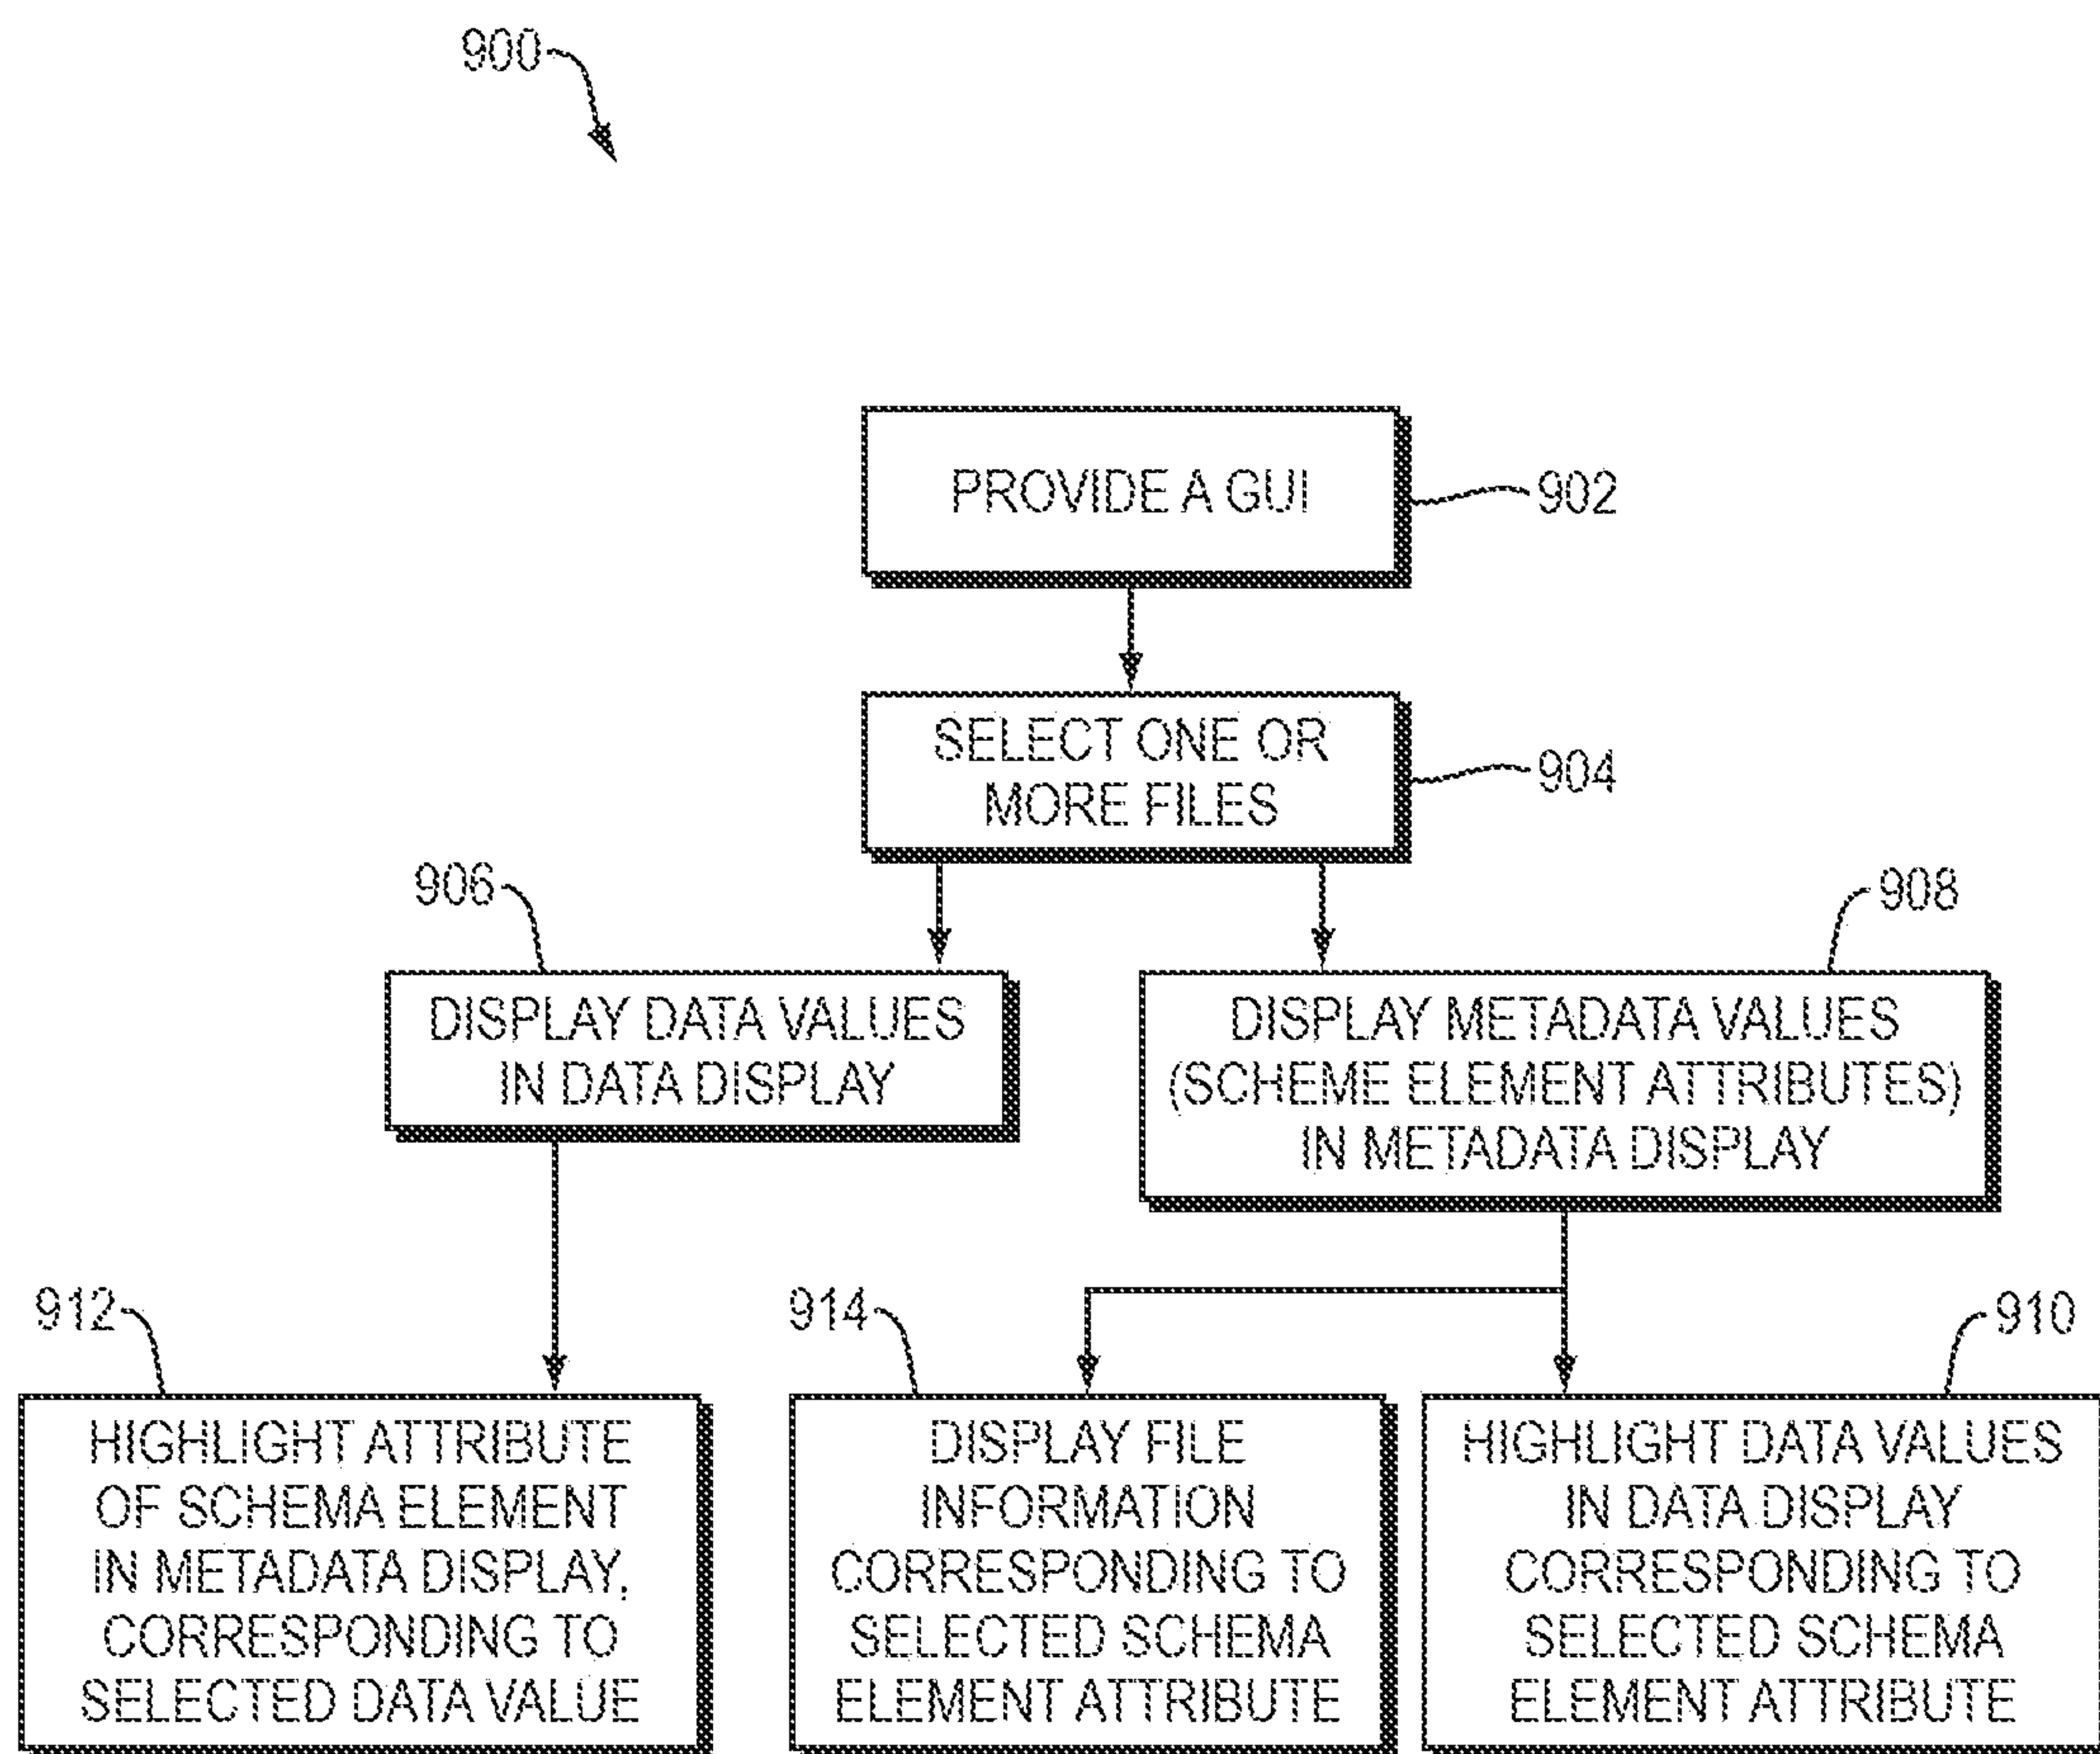 900
PROVIDE A GUI
902
SELECT ONE OR
MORE FILES
904
906
908
DISPLAY DATA VALUES
IN DATA DISPLAY
DISPLAY METADATA VALUES
(SCHEME ELEMENT ATTRIBUTES)
IN METADATA DISPLAY
912
914
910
HIGHLIGHT ATTRIBUTE
OF SCHEMA ELEMENT
IN METADATA DISPLAY,
CORRESPONDING TO
SELECTED DATA VALUE
DISPLAY FILE
INFORMATION
CORRESPONDING TO
SELECTED SCHEMA
ELEMENT ATTRIBUTE
HIGHLIGHT DATA VALUES
IN DATA DISPLAY
CORRESPONDING TO
SELECTED SCHEMA
ELEMENT ATTRIBUTE